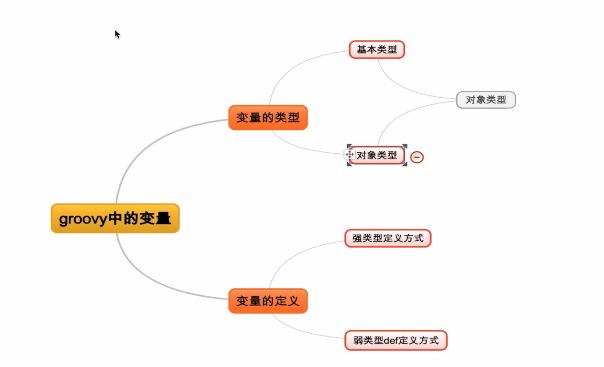 基本类型
对象类型
变量的类型
对象类型
groovy中的变量
强类型定义方式
变量的定义
弱类型def定义方式